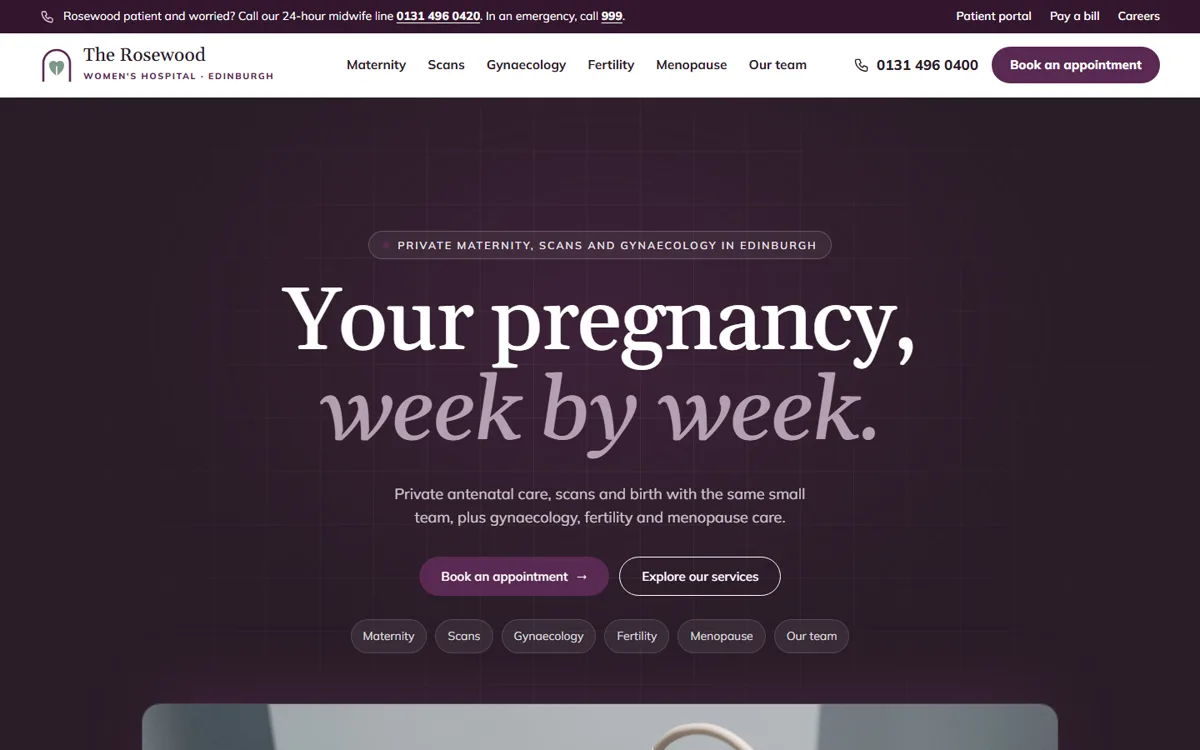 Rosewood patient and worried? Call our 24-hour midwife line 0131 496 0420. In an emergency, call 999.
Patient portal
Pay a bill
Careers
The Rosewood
WOMEN'S HOSPITAL · EDINBURGH
Maternity
Scans
Gynaecology
Fertility
Menopause
Our team
0131 496 0400
Book an appointment
PRIVATE MATERNITY, SCANS AND GYNAECOLOGY IN EDINBURGH
Your pregnancy,
week by week.
Private antenatal care, scans and birth with the same small
team, plus gynaecology, fertility and menopause care.
Book an appointment →
Explore our services
Maternity
Scans
Gynaecology
Fertility
Menopause
Our team